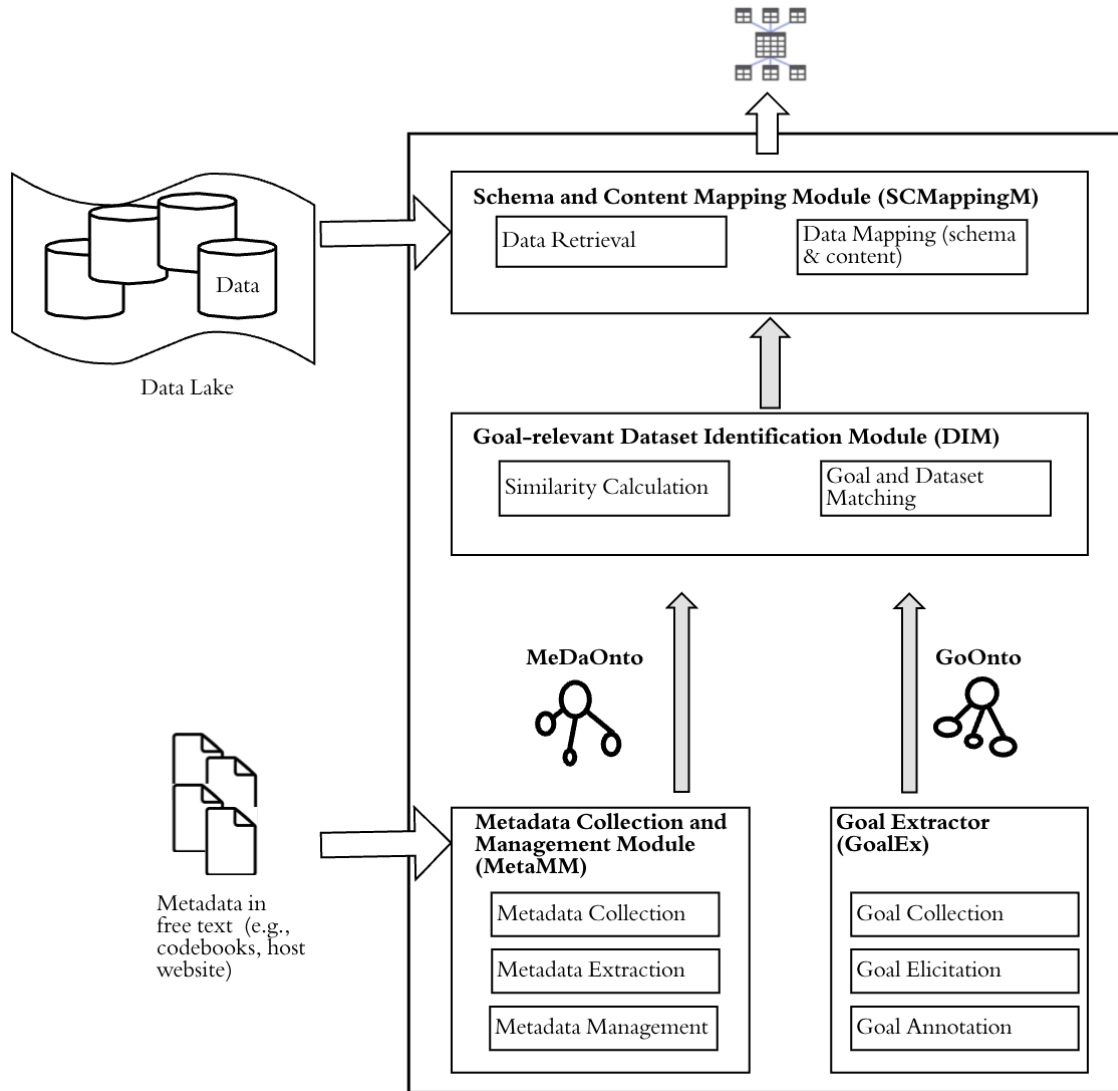 Schema and Content Mapping Module (SCMappingM)
Data Retrieval
Data Mapping (schema
& content)
Data
Data Lake
Goal-relevant Dataset Identification Module (DIM)
Similarity Calculation
Goal and Dataset
Matching
MeDaOnto
GoOnto
Metadata in
free text (e.g.,
codebooks, host
website)
Metadata Collection and
Management Module
(MetaMM)
Metadata Collection
Metadata Extraction
Metadata Management
Goal Extractor
(GoalEx)
Goal Collection
Goal Elicitation
Goal Annotation